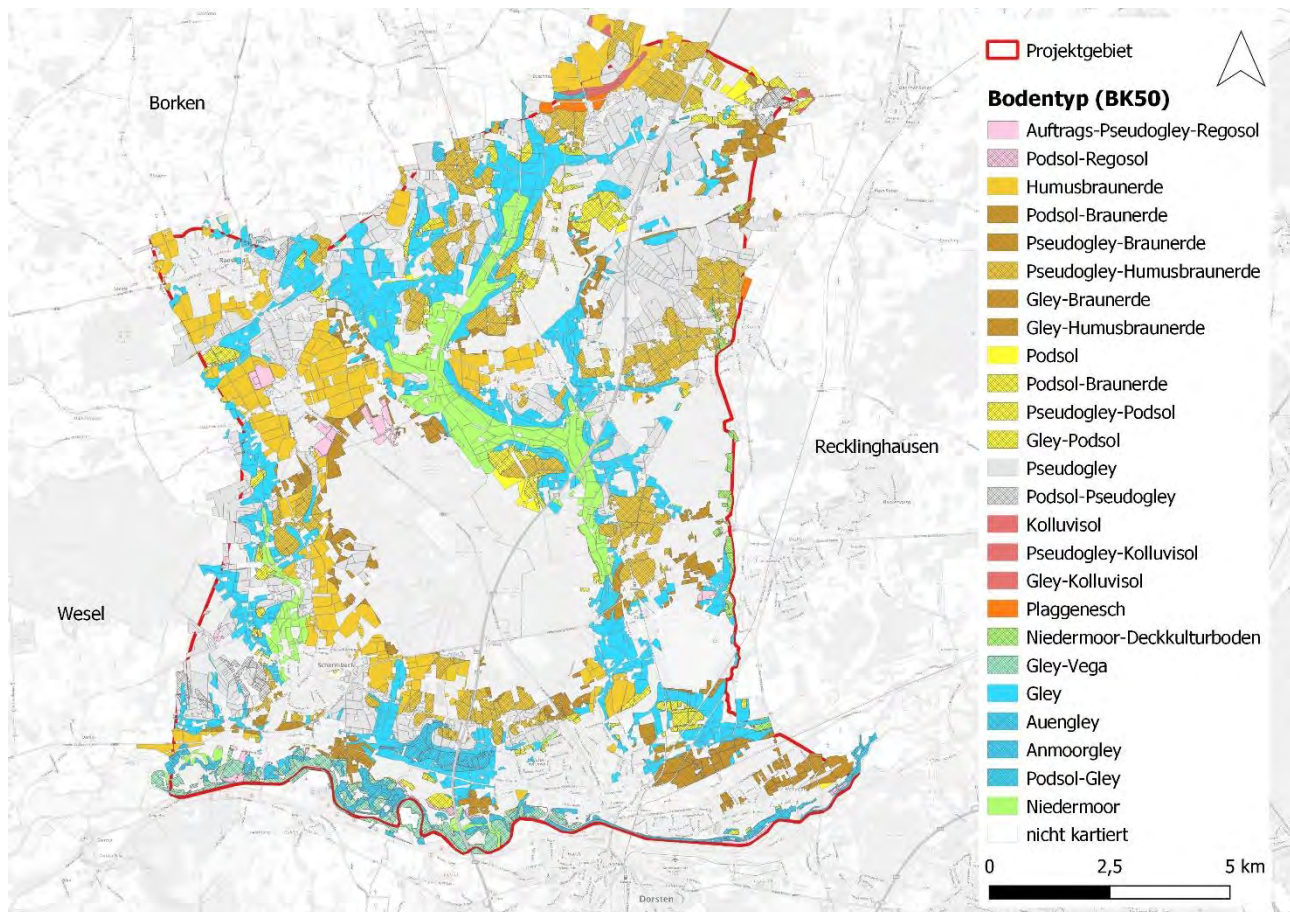 Borken
Wesel
Recklinghausen
Schermbeck
Dorsten
Projektgebiet
Bodentyp (BK50)
Auftrags-Pseudogley-Regosol
Podsol-Regosol
Humusbraunerde
Podsol-Braunerde
Pseudogley-Braunerde
Pseudogley-Humusbraunerde
Gley-Braunerde
Gley-Humusbraunerde
Podsol
Podsol-Braunerde
Pseudogley-Podsol
Gley-Podsol
Pseudogley
Podsol-Pseudogley
Kolluvisol
Pseudogley-Kolluvisol
Gley-Kolluvisol
Plaggenesch
Niedermoor-Deckkulturboden
Gley-Vega
Gley
Auengley
Anmoorgley
Podsol-Gley
Niedermoor
nicht kartiert
0 2,5 5 km